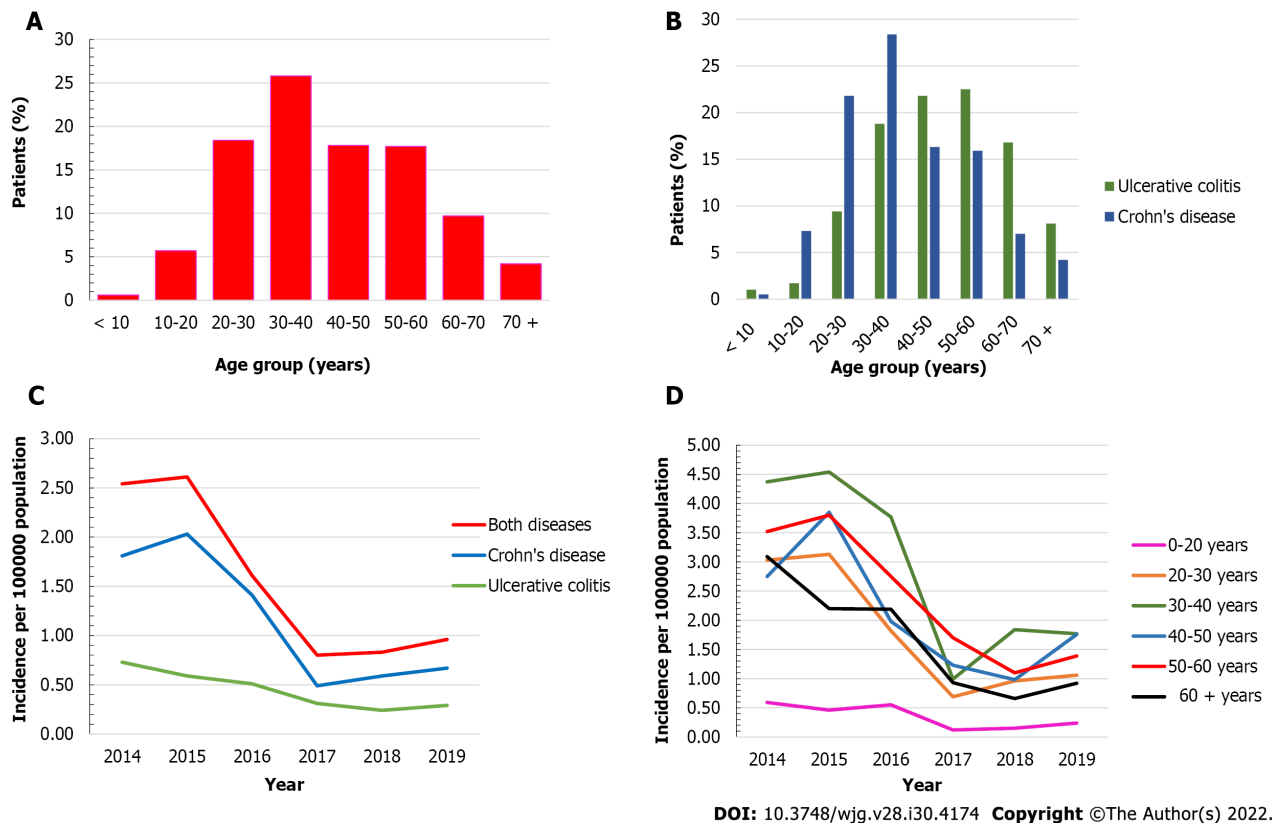 A
30
25
20
15
10
5
0
Patients (%)
< 10 10-20 20-30 30-40 40-50 50-60 60-70 70 +
Age group (years)
B
30
25
20
15
10
5
0
Patients (%)
< 10 10-20 20-30 30-40 40-50 50-60 60-70 70 +
Age group (years)
Ulcerative colitis
Crohn's disease
C
3.00
2.50
2.00
1.50
1.00
0.50
0.00
Incidence per 100000 population
2014 2015 2016 2017 2018 2019
Year
Both diseases
Crohn's disease
Ulcerative colitis
D
5.00
4.50
4.00
3.50
3.00
2.50
2.00
1.50
1.00
0.50
0.00
Incidence per 100000 population
2014 2015 2016 2017 2018 2019
Year
0-20 years
20-30 years
30-40 years
40-50 years
50-60 years
60 + years
DOI: 10.3748/wjg.v28.i30.4174 Copyright ©The Author(s) 2022.